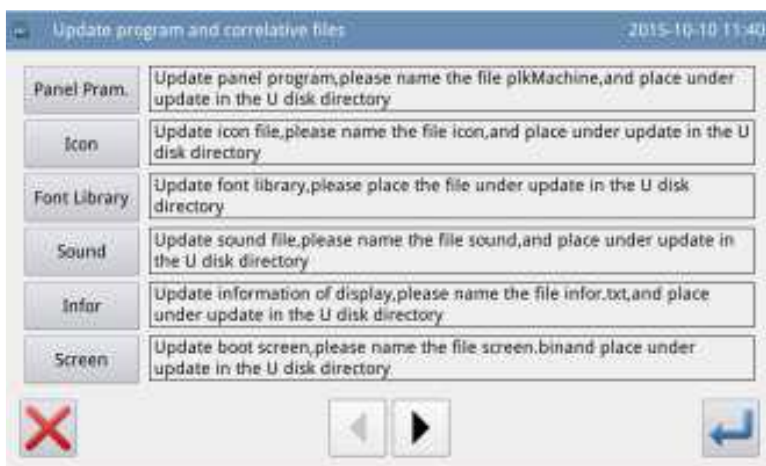 Update program and correlative files 2015-10-10 11:40
Panel Pram.
Update panel program,please name the file plkMachine,and place under
update in the U disk directory
Icon
Update icon file,please name the file icon,and place under update in the U
disk directory
Font Library
Update font library,please place the file under update in the U disk
directory
Sound
Update sound file,please name the file sound,and place under update in
the U disk directory
Infor
Update information of display,please name the file infor.txt,and place
under update in the U disk directory
Screen
Update boot screen,please name the file screen.binand place under
update in the U disk directory